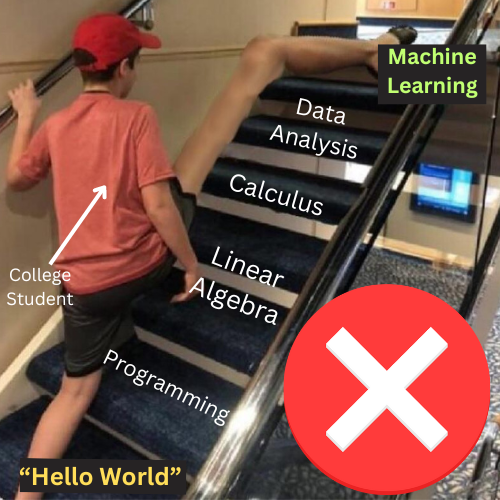 Machine
Learning
Data
Analysis
Calculus
Linear
Algebra
College
Student
Programming
“Hello World”